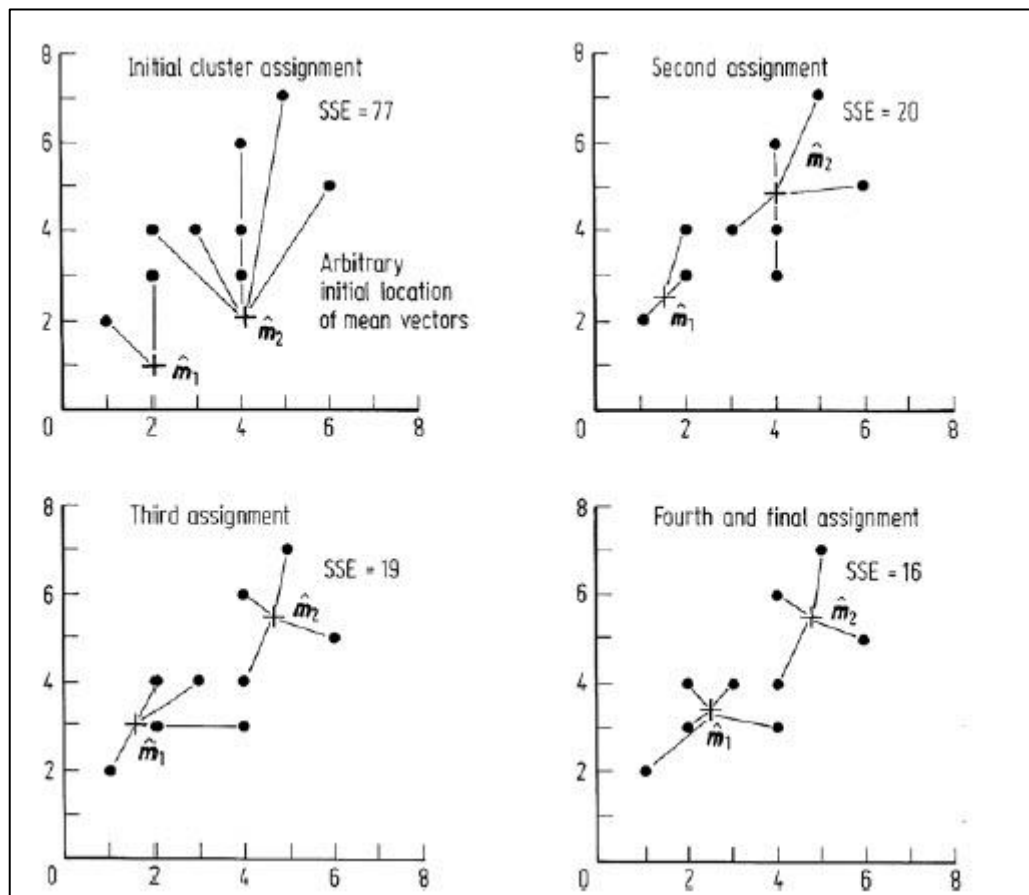 Initial cluster assignment
SSE = 77
m̂₂
Arbitrary
initial location
of mean vectors
m̂₁
8
6
4
2
0
2
4
6
8
Second assignment
SSE = 20
m̂₂
m̂₁
8
6
4
2
0
2
4
6
8
Third assignment
SSE = 19
m̂₂
m̂₁
8
6
4
2
0
2
4
6
8
Fourth and final assignment
SSE = 16
m̂₂
m̂₁
8
6
4
2
0
2
4
6
8